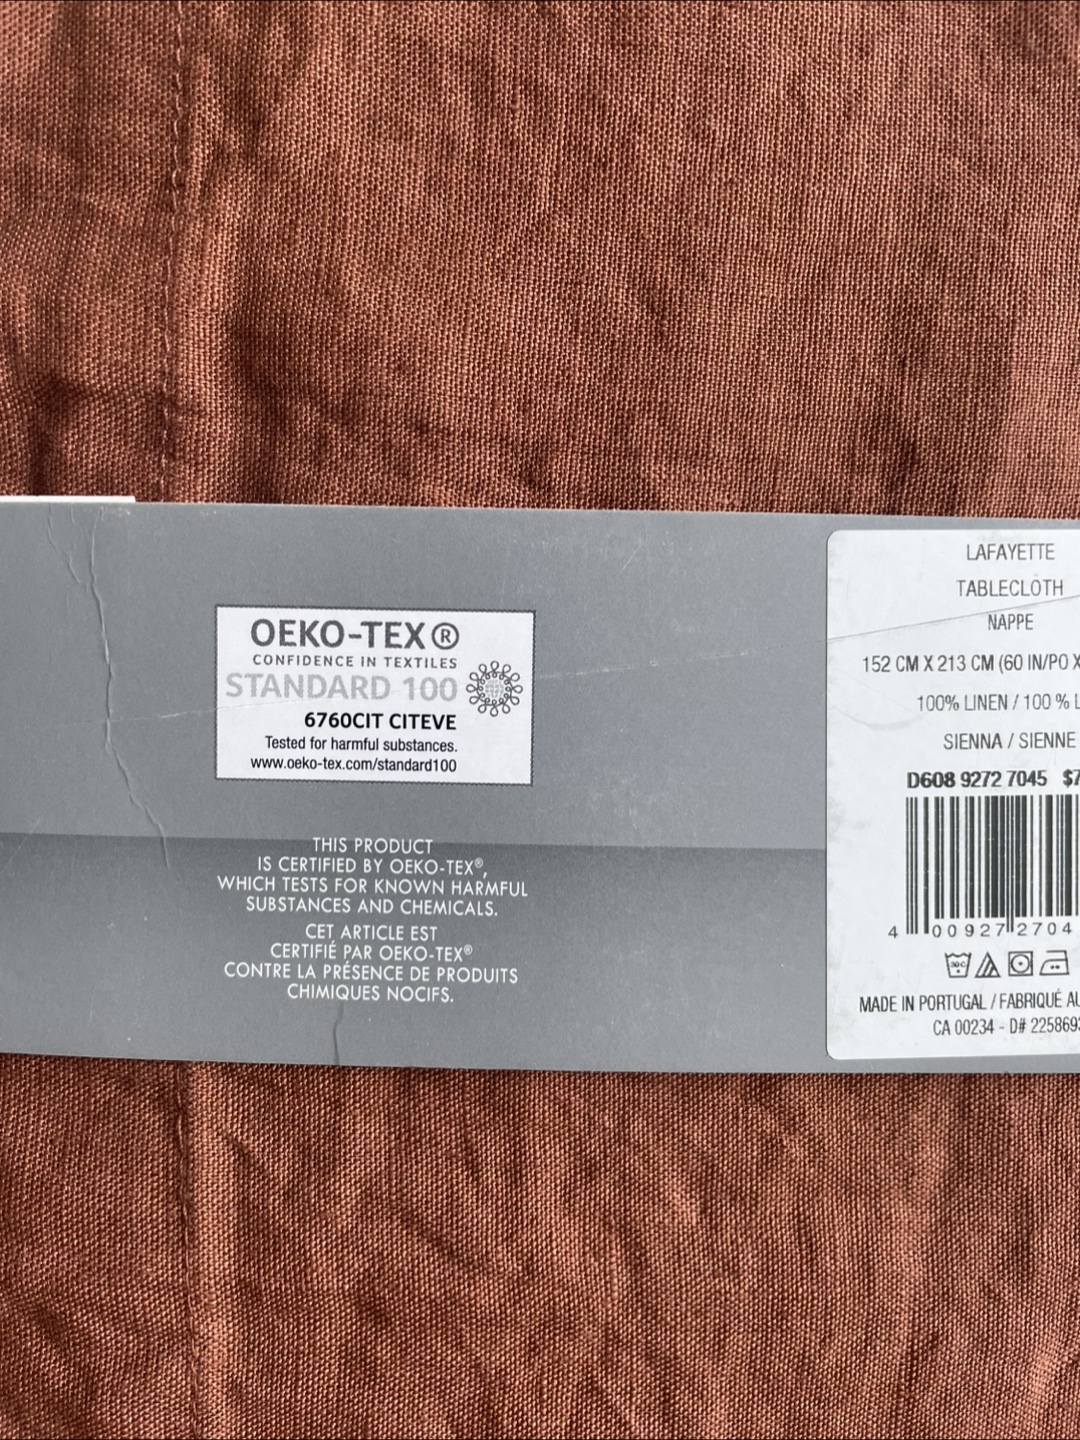 OEKO-TEX®
CONFIDENCE IN TEXTILES
STANDARD 100
6760CIT CITEVE
Tested for harmful substances.
www.oeko-tex.com/standard100
THIS PRODUCT
IS CERTIFIED BY OEKO-TEX®,
WHICH TESTS FOR KNOWN HARMFUL
SUBSTANCES AND CHEMICALS.
CET ARTICLE EST
CERTIFIÉ PAR OEKO-TEX®
CONTRE LA PRÉSENCE DE PRODUITS
CHIMIQUES NOCIFS.
LAFAYETTE
TABLECLOTH
NAPPE
152 CM X 213 CM (60 IN/PO X
100% LINEN / 100 % L
SIENNA / SIENNE
D608 9272 7045 $7
4 00927 2704
MADE IN PORTUGAL / FABRIQUÉ AU
CA 00234 - D# 225869